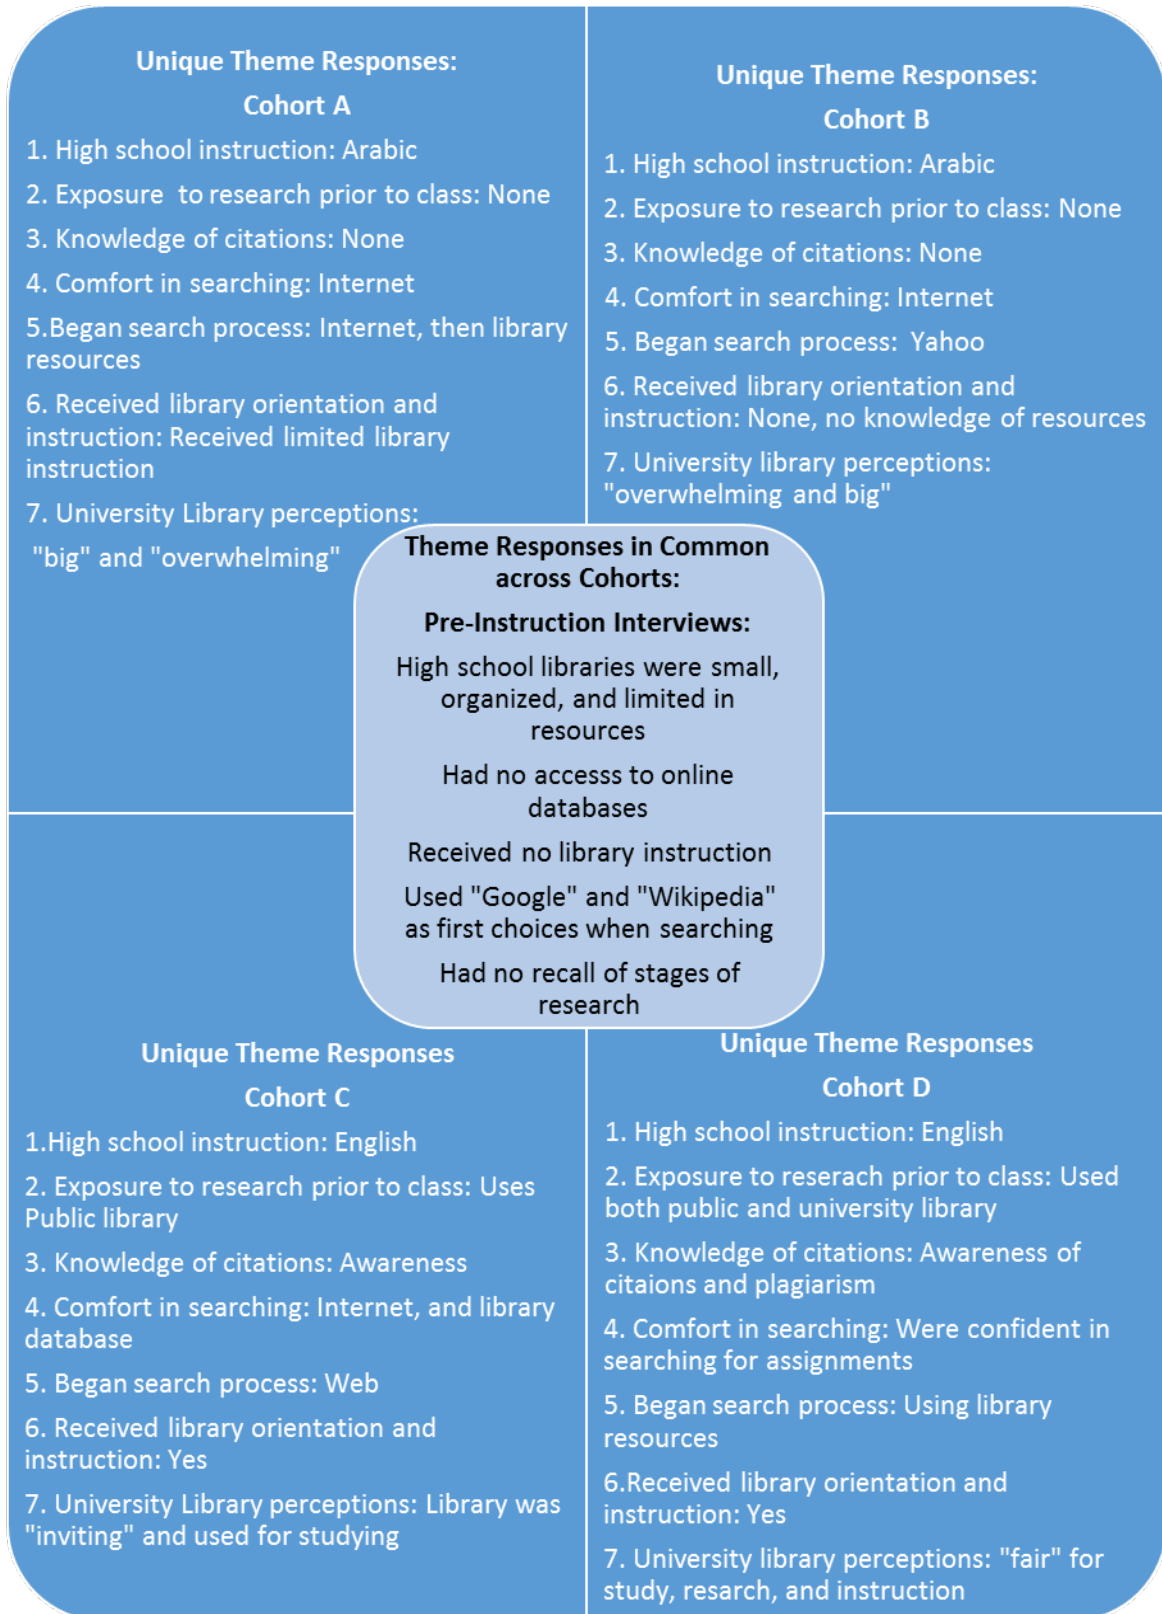 Unique Theme Responses:
Cohort A
1. High school instruction: Arabic
2. Exposure  to research prior to class: None
3. Knowledge of citations: None
4. Comfort in searching: Internet
5.Began search process: Internet, then library
resources
6. Received library orientation and
instruction: Received limited library
instruction
7. University Library perceptions:
"big" and "overwhelming"
Unique Theme Responses:
Cohort B
1. High school instruction: Arabic
2. Exposure to research prior to class: None
3. Knowledge of citations: None
4. Comfort in searching: Internet
5. Began search process:  Yahoo
6. Received library orientation and
instruction: None, no knowledge of resources
7. University library perceptions:
"overwhelming and big"
Theme Responses in Common
across Cohorts:
Pre-Instruction Interviews:
High school libraries were small,
organized, and limited in
resources
Had no accesss to online
databases
Received no library instruction
Used "Google" and "Wikipedia"
as first choices when searching
Had no recall of stages of
research
Unique Theme Responses
Cohort C
1.High school instruction: English
2. Exposure to research prior to class: Uses
Public library
3. Knowledge of citations: Awareness
4. Comfort in searching: Internet, and library
database
5. Began search process: Web
6. Received library orientation and
instruction: Yes
7. University Library perceptions: Library was
"inviting" and used for studying
Unique Theme Responses
Cohort D
1. High school instruction: English
2. Exposure to reserach prior to class: Used
both public and university library
3. Knowledge of citations: Awareness of
citaions and plagiarism
4. Comfort in searching: Were confident in
searching for assignments
5. Began search process: Using library
resources
6.Received library orientation and
instruction: Yes
7. University library perceptions: "fair" for
study, resarch, and instruction